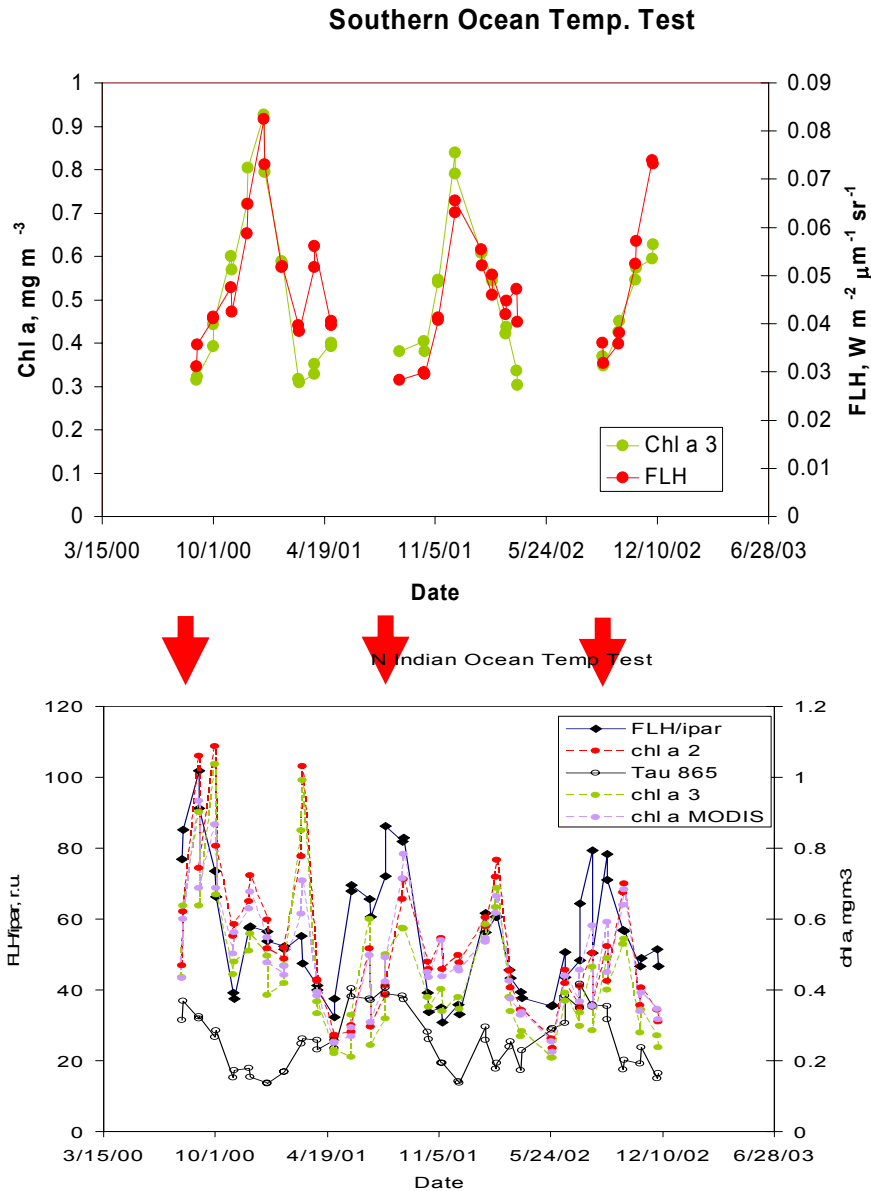 Southern Ocean Temp. Test
1
0.9
0.8
0.7
0.6
0.5
0.4
0.3
0.2
0.1
0
Chl a, mg m -3
0.09
0.08
0.07
0.06
0.05
0.04
0.03
0.02
0.01
0
FLH, W m-2 μm-1 sr-1
Chl a 3
FLH
3/15/00 10/1/00 4/19/01 11/5/01 5/24/02 12/10/02 6/28/03
Date
N Indian Ocean Temp Test
120
100
80
60
40
20
0
FLH/ipar, r.u.
1.2
1
0.8
0.6
0.4
0.2
0
chl a, mg m-3
FLH/ipar
chl a 2
Tau 865
chl a 3
chl a MODIS
3/15/00 10/1/00 4/19/01 11/5/01 5/24/02 12/10/02 6/28/03
Date